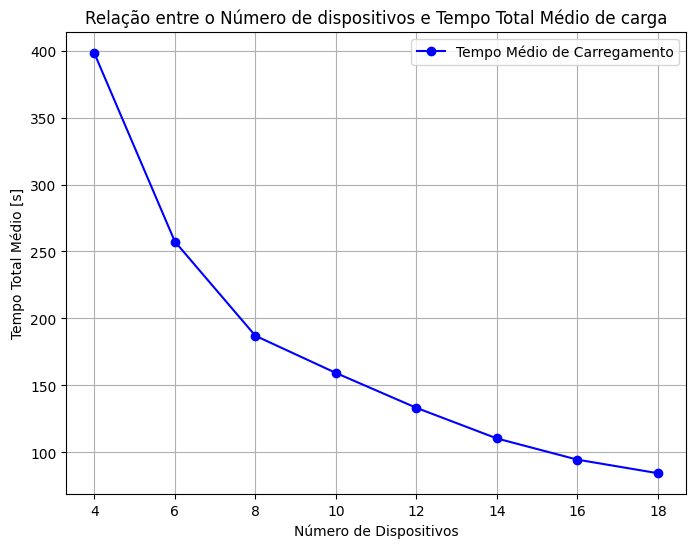 Relação entre o Número de dispositivos e Tempo Total Médio de carga
Tempo Médio de Carregamento
Tempo Total Médio [s]
400
350
300
250
200
150
100
4 6 8 10 12 14 16 18
Número de Dispositivos